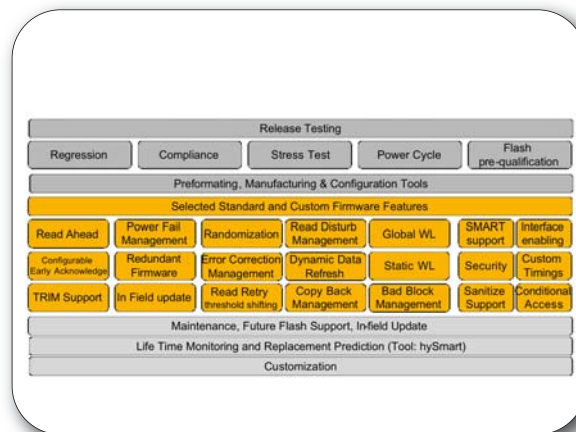 Release Testing
Regression
Compliance
Stress Test
Power Cycle
Flash
pre-qualification
Preformating, Manufacturing & Configuration Tools
Selected Standard and Custom Firmware Features
Read Ahead
Power Fail
Management
Randomization
Read Disturb
Management
Global WL
SMART
support
Interface
enabling
Configurable
Early Acknowledge
Redundant
Firmware
Error Correction
Management
Dynamic Data
Refresh
Static WL
Security
Custom
Timings
TRIM Support
In Field update
Read Retry
threshold shifting
Copy Back
Management
Bad Block
Management
Sanitize
Support
Conditional
Access
Maintenance, Future Flash Support, In-field Update
Life Time Monitoring and Replacement Prediction (Tool: hySmart)
Customization